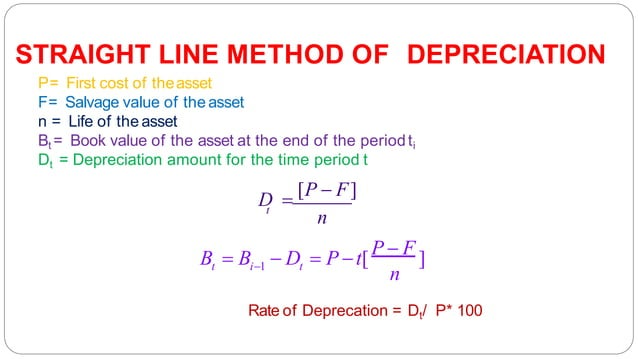 STRAIGHT LINE METHOD OF DEPRECIATION
P= First cost of theasset
F= Salvage value of the asset
n = Life of the asset
Bt = Book value of the asset at the end of the period ti
Dt = Depreciation amount for the time period t
Dt = [P − F] / n
Bt = Bi−1 − Dt = P − t[ P − F / n ]
Rate of Deprecation = Dt/ P* 100